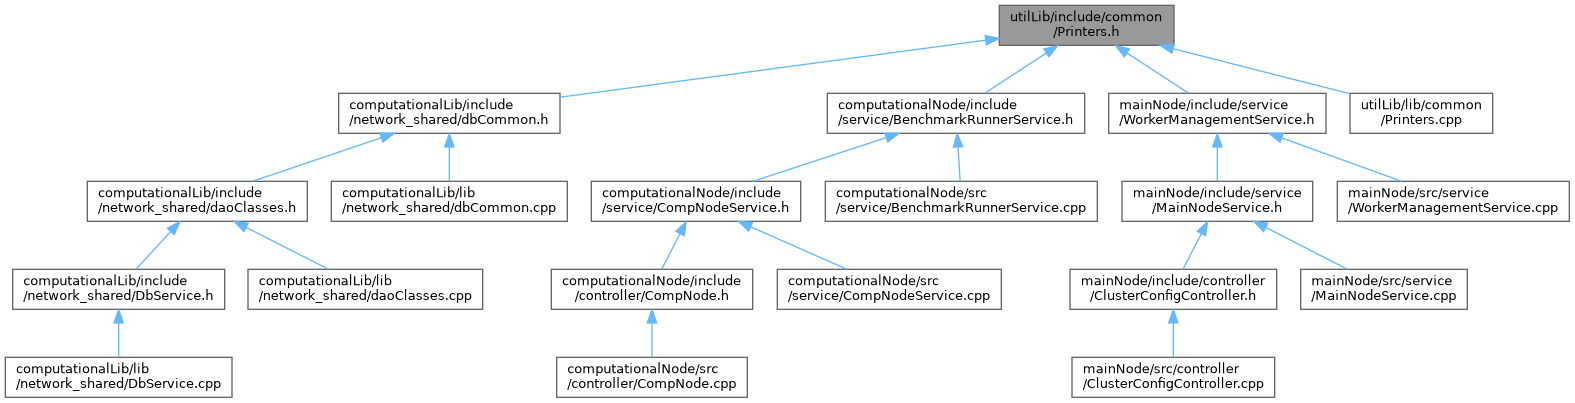 utilLib/include/common
/Printers.h
computationalLib/include
/network_shared/dbCommon.h
computationalNode/include
/service/BenchmarkRunnerService.h
mainNode/include/service
/WorkerManagementService.h
utilLib/lib/common
/Printers.cpp
computationalLib/include
/network_shared/daoClasses.h
computationalLib/lib
/network_shared/dbCommon.cpp
computationalNode/include
/service/CompNodeService.h
computationalNode/src
/service/BenchmarkRunnerService.cpp
mainNode/include/service
/MainNodeService.h
mainNode/src/service
/WorkerManagementService.cpp
computationalLib/include
/network_shared/DbService.h
computationalLib/lib
/network_shared/daoClasses.cpp
computationalNode/include
/controller/CompNode.h
computationalNode/src
/service/CompNodeService.cpp
mainNode/include/controller
/ClusterConfigController.h
mainNode/src/service
/MainNodeService.cpp
computationalLib/lib
/network_shared/DbService.cpp
computationalNode/src
/controller/CompNode.cpp
mainNode/src/controller
/ClusterConfigController.cpp